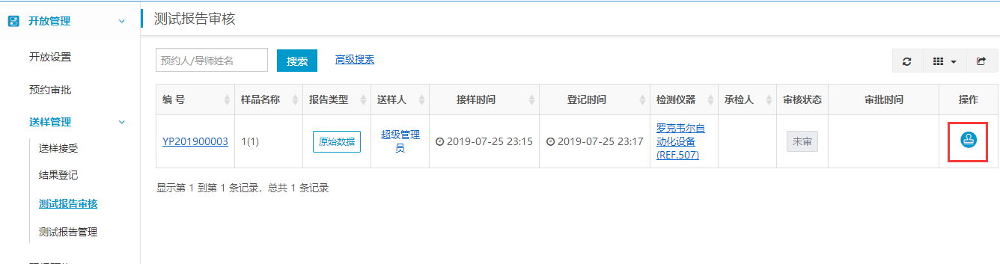 开放管理
测试报告审核
开放设置
预约人/导师姓名
搜索
高级搜索
预约审批
送样管理
送样接受
结果登记
测试报告审核
测试报告管理
编 号
样品名称
报告类型
送样人
接样时间
登记时间
检测仪器
承检人
审核状态
审批时间
操作
YP201900003
1(1)
原始数据
超级管理
员
2019-07-25 23:15
2019-07-25 23:17
罗克韦尔自
动化设备
(REF.507)
未审
显示第 1 到第 1 条记录，总共 1 条记录